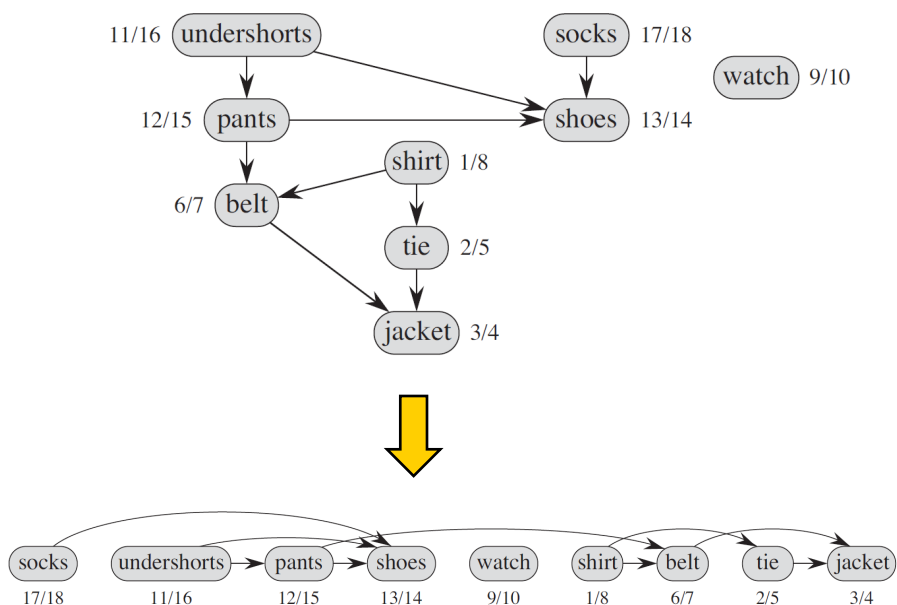 11/16 undershorts socks 17/18
watch 9/10
12/15 pants shoes 13/14
shirt 1/8
6/7 belt
tie 2/5
jacket 3/4
socks undershorts pants shoes watch shirt belt tie jacket
17/18 11/16 12/15 13/14 9/10 1/8 6/7 2/5 3/4